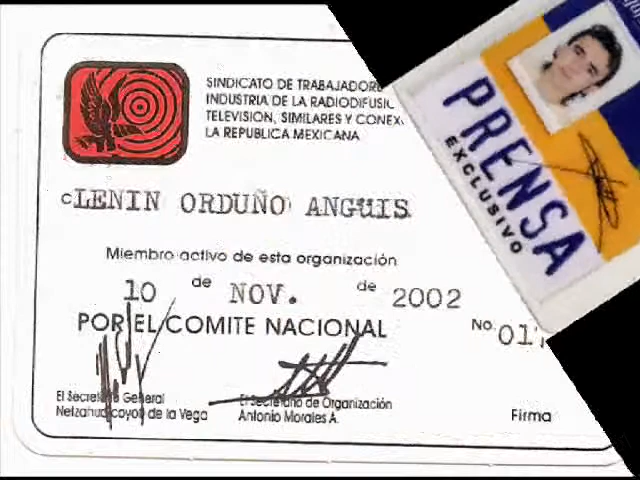 SINDICATO DE TRABAJADORE
INDUSTRIA DE LA RADIODIFUSIC
TELEVISION, SIMILARES Y CONEX
LA REPUBLICA MEXICANA
cLENIN ORDUÑO ANGUIS
Miembro activo de esta organización
10 de NOV. de 2002
POR EL COMITE NACIONAL
No. 017
El Secretario General
Netzahualcoyotl de la Vega
El Secretario de Organización
Antonio Morales A.
Firma
PRENSA
EXCLUSIVO